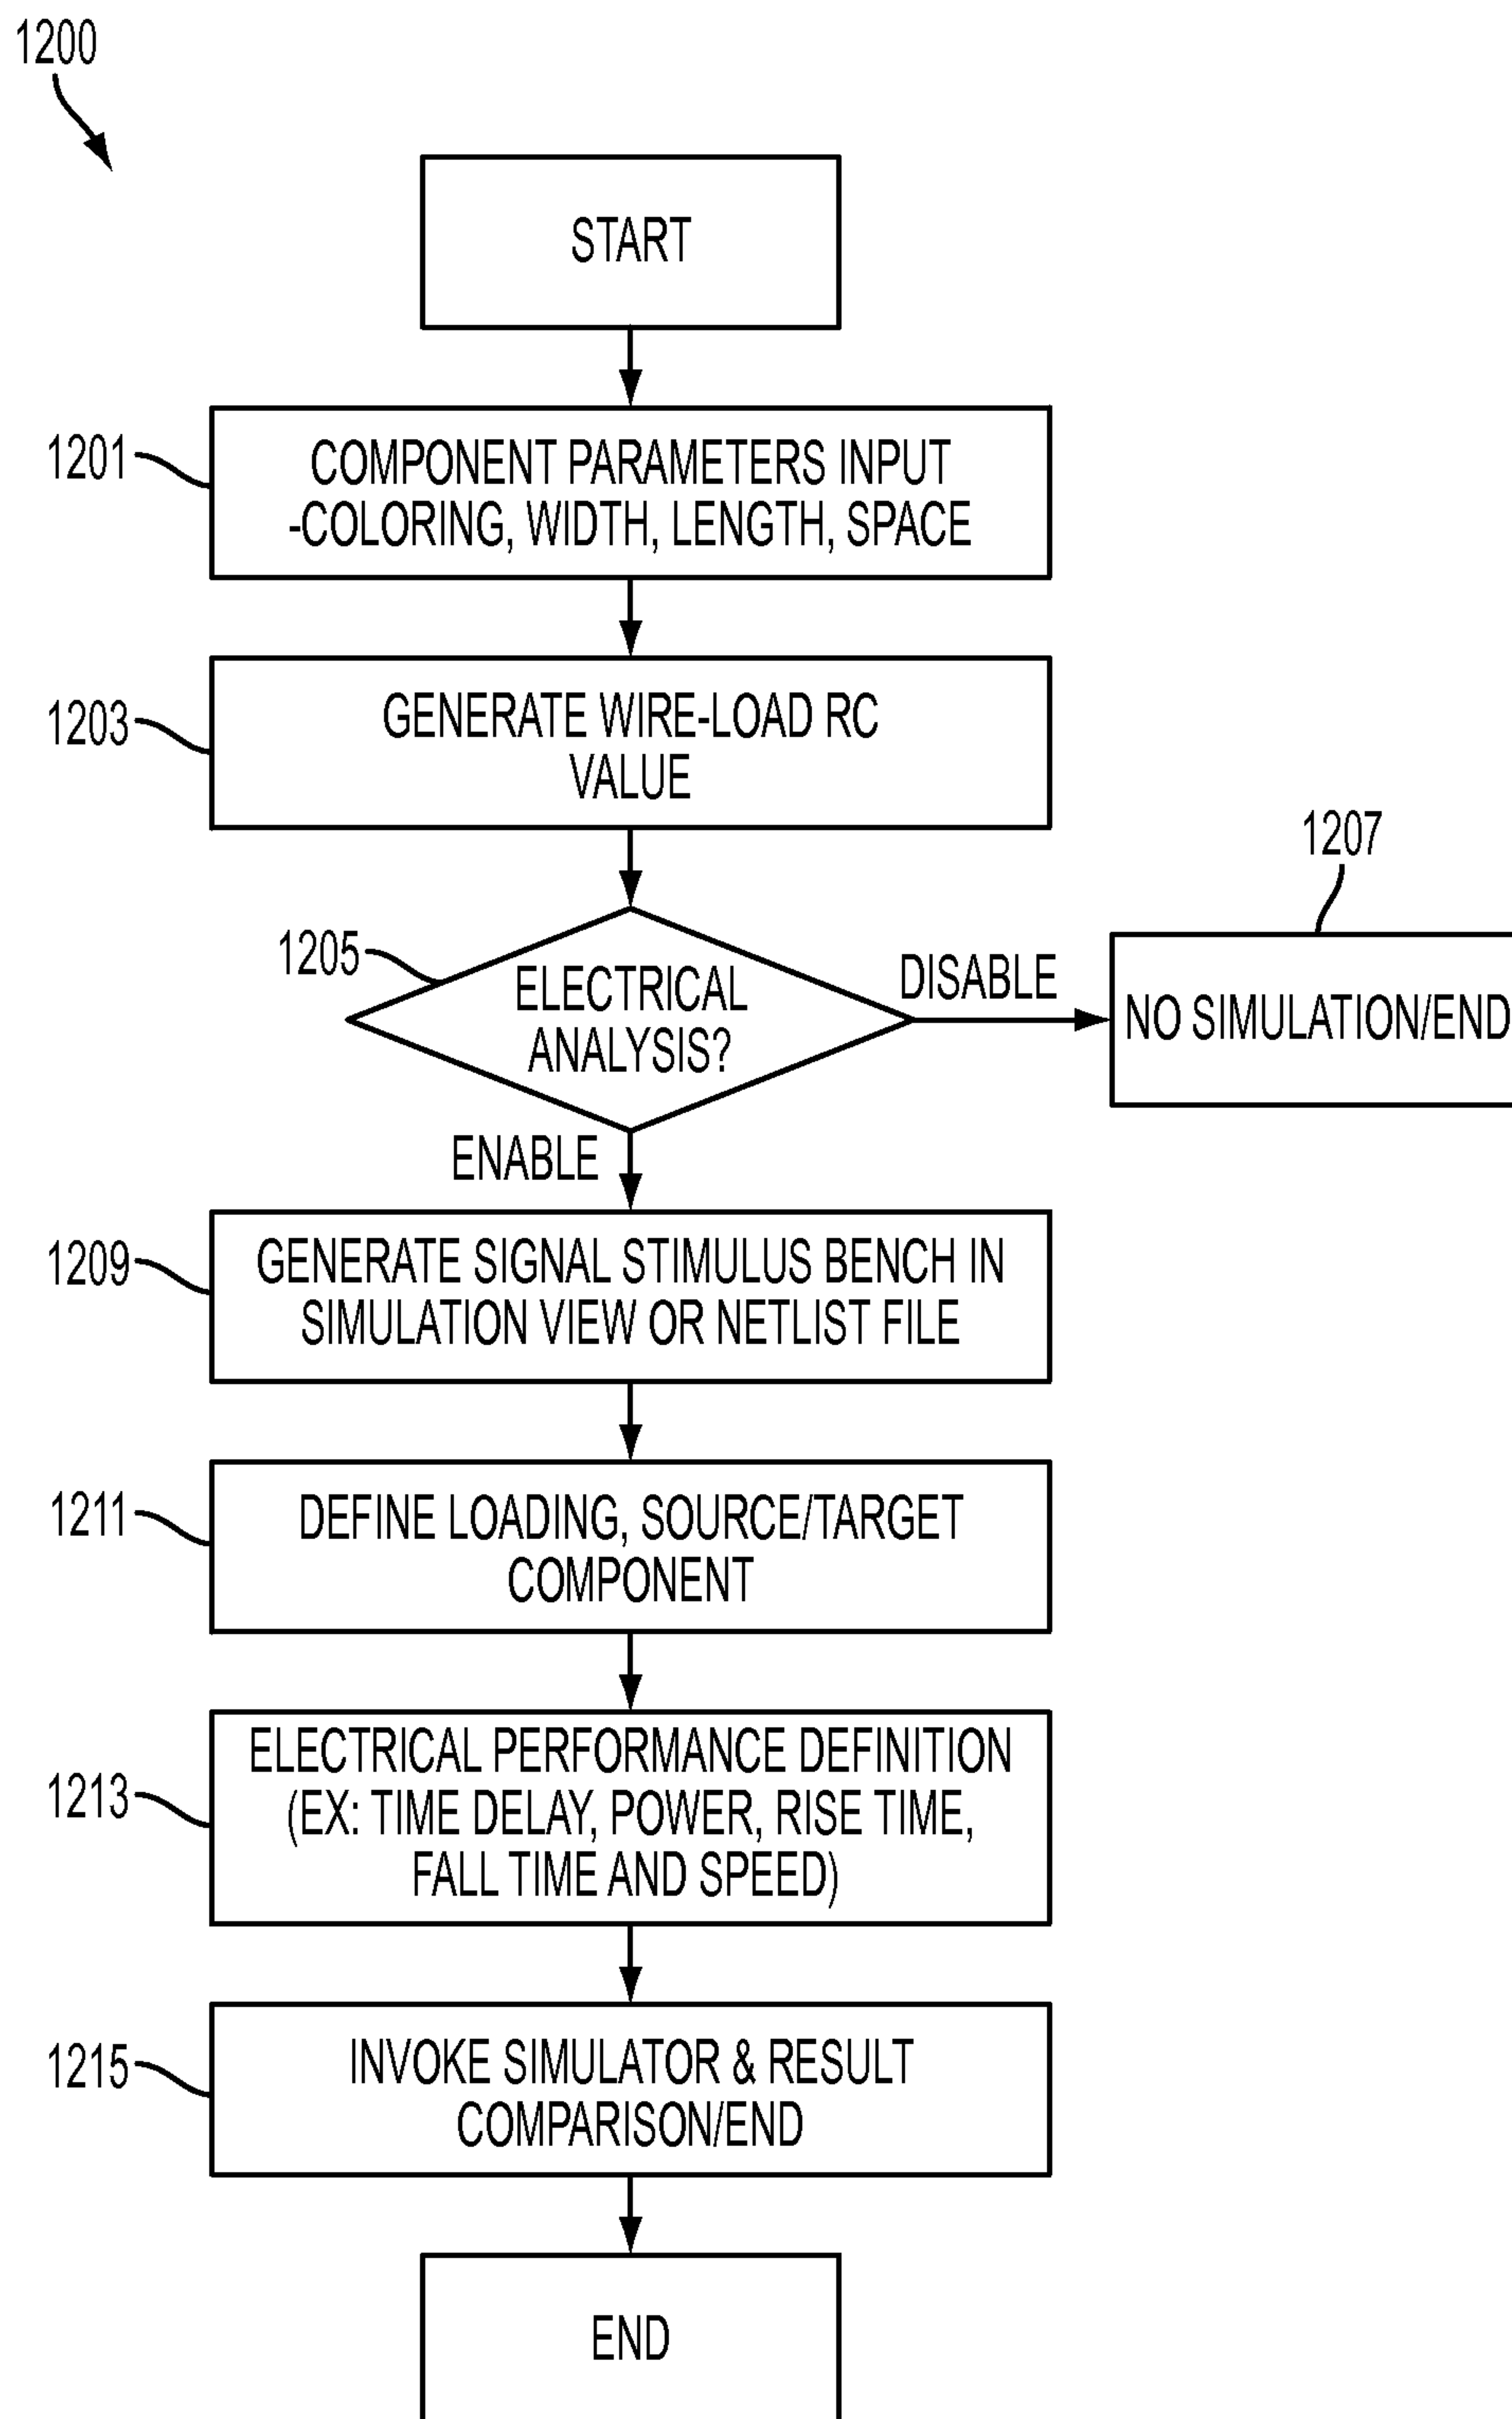 1200
START
1201
COMPONENT PARAMETERS INPUT
-COLORING, WIDTH, LENGTH, SPACE
1203
GENERATE WIRE-LOAD RC
VALUE
1205
ELECTRICAL
ANALYSIS?
DISABLE
1207
NO SIMULATION/END
ENABLE
1209
GENERATE SIGNAL STIMULUS BENCH IN
SIMULATION VIEW OR NETLIST FILE
1211
DEFINE LOADING, SOURCE/TARGET
COMPONENT
1213
ELECTRICAL PERFORMANCE DEFINITION
(EX: TIME DELAY, POWER, RISE TIME,
FALL TIME AND SPEED)
1215
INVOKE SIMULATOR & RESULT
COMPARISON/END
END